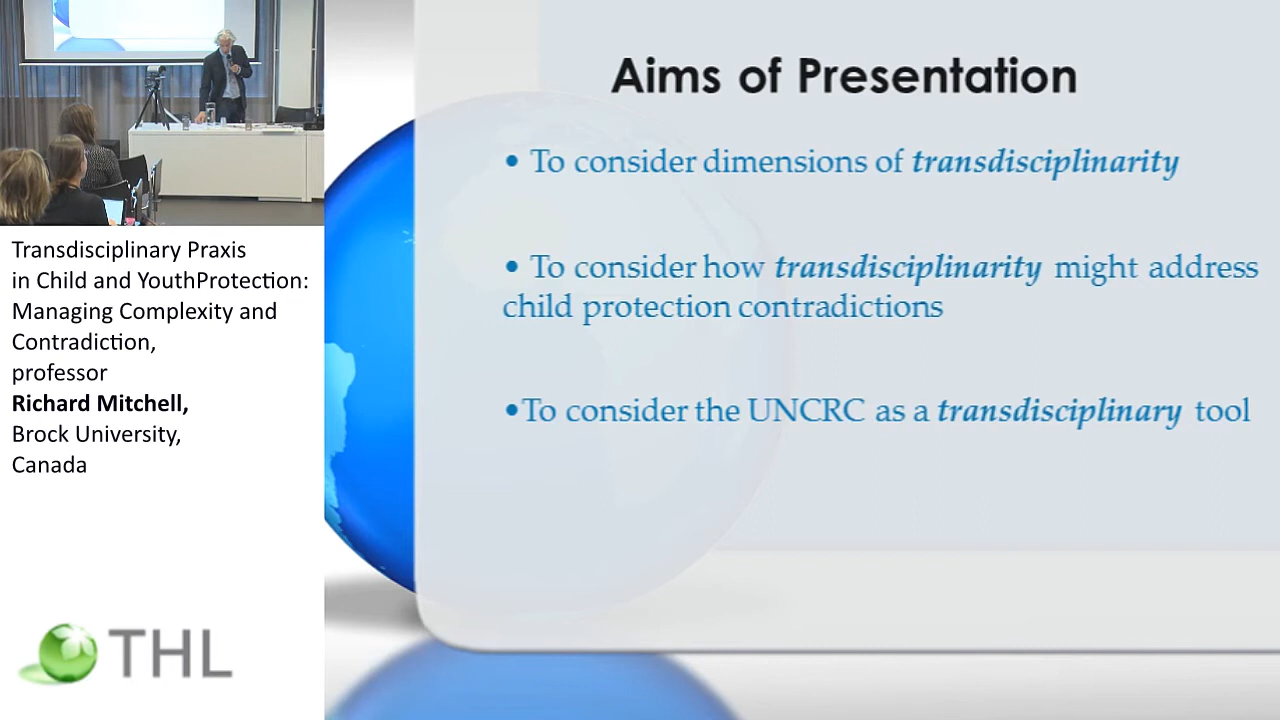 Transdisciplinary Praxis
in Child and YouthProtection:
Managing Complexity and
Contradiction,
professor
Richard Mitchell,
Brock University,
Canada
THL
Aims of Presentation
• To consider dimensions of transdisciplinarity
• To consider how transdisciplinarity might address
child protection contradictions
•To consider the UNCRC as a transdisciplinary tool